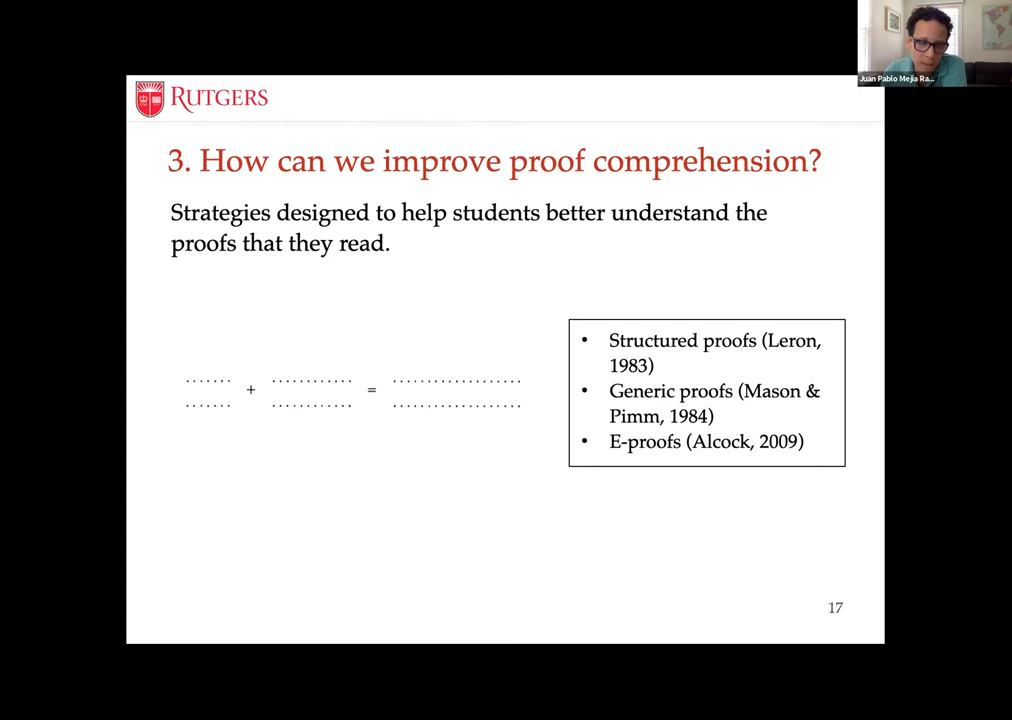 Juan Pablo Mejia Ra...
RUTGERS
3. How can we improve proof comprehension?
Strategies designed to help students better understand the
proofs that they read.
+ =
• Structured proofs (Leron,
1983)
• Generic proofs (Mason &
Pimm, 1984)
• E-proofs (Alcock, 2009)
17